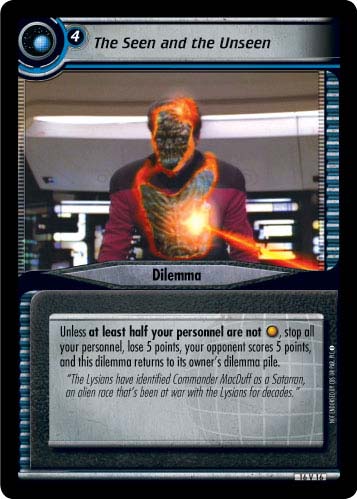 4 The Seen and the Unseen
Dilemma
Unless at least half your personnel are not , stop all
your personnel, lose 5 points, your opponent scores 5 points,
and this dilemma returns to its owner's dilemma pile.
"The Lysians have identified Commander MacDuff as a Satarran,
an alien race that's been at war with the Lysians for decades."
16 V 16